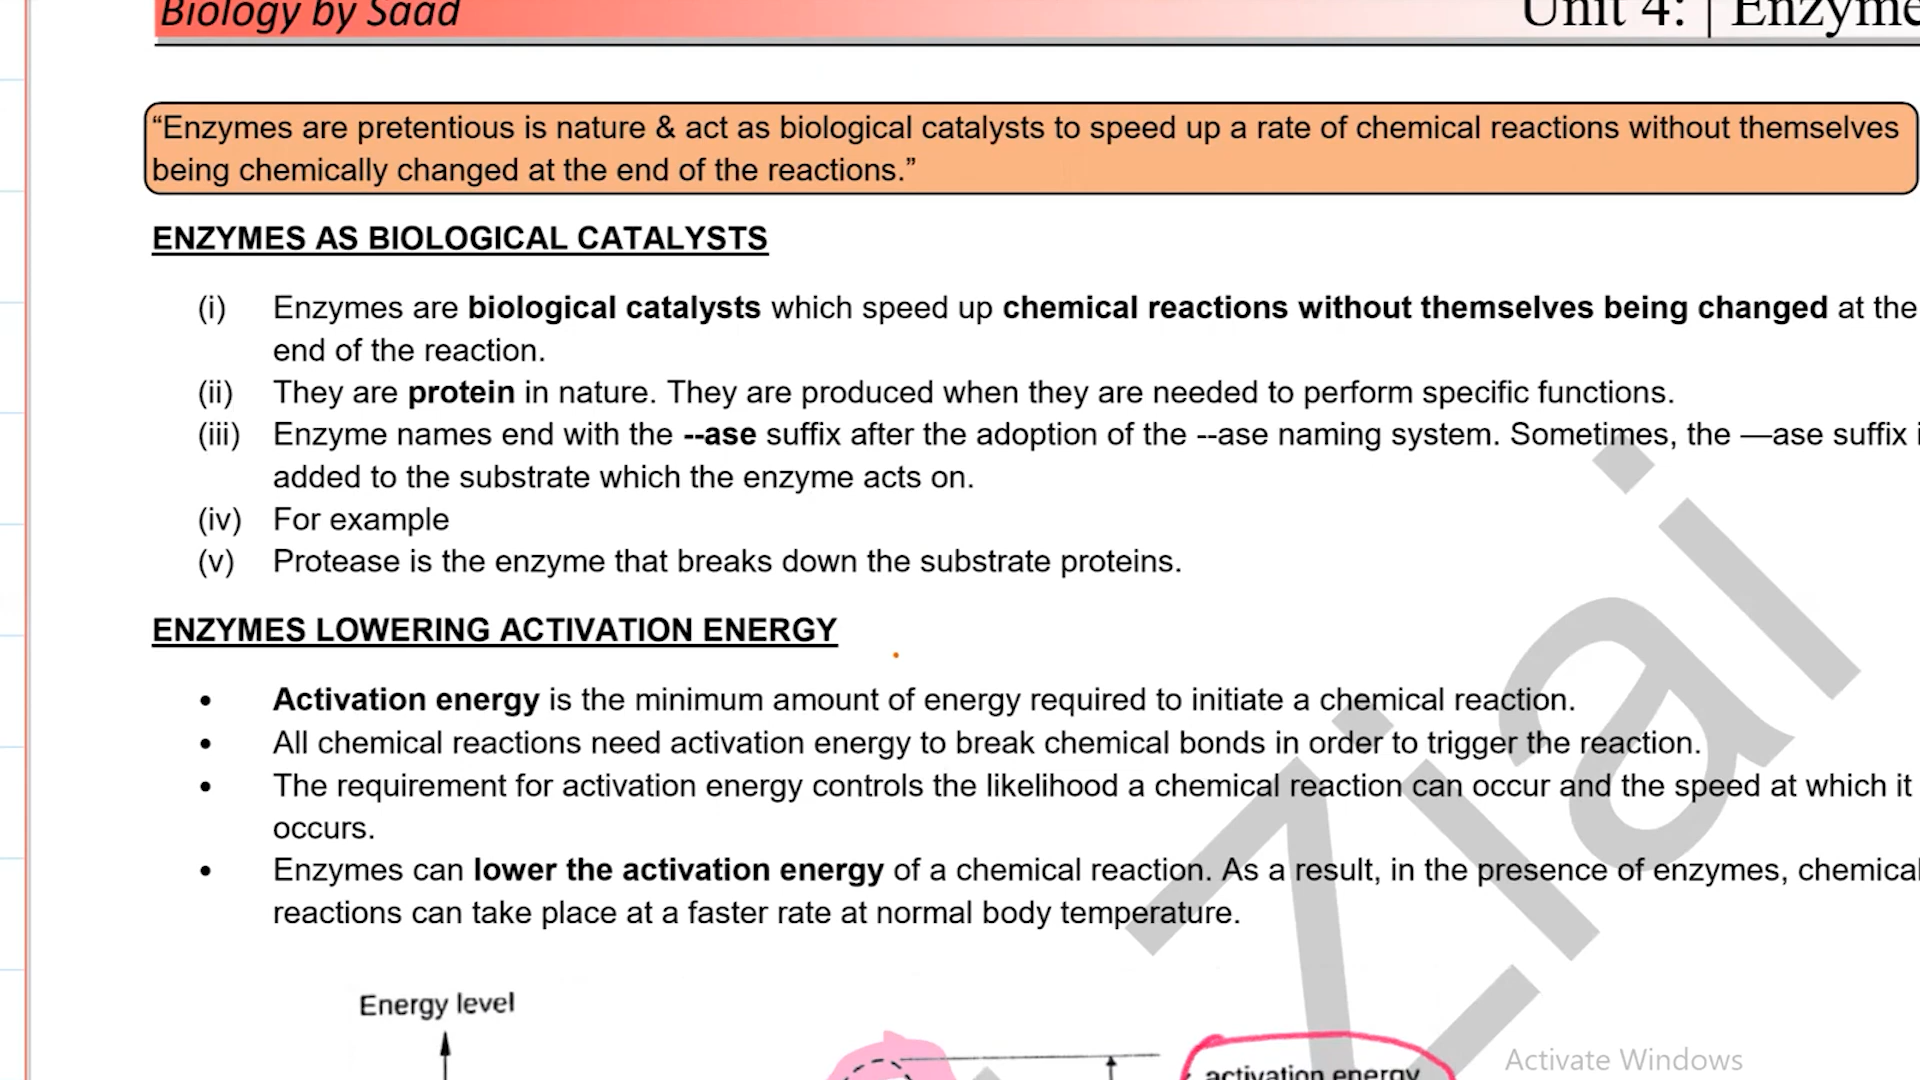 Biology by Saad
Unit 4: | Enzyme
“Enzymes are pretentious is nature & act as biological catalysts to speed up a rate of chemical reactions without themselves
being chemically changed at the end of the reactions.”
ENZYMES AS BIOLOGICAL CATALYSTS
(i) Enzymes are biological catalysts which speed up chemical reactions without themselves being changed at the
end of the reaction.
(ii) They are protein in nature. They are produced when they are needed to perform specific functions.
(iii) Enzyme names end with the --ase suffix after the adoption of the --ase naming system. Sometimes, the —ase suffix i
added to the substrate which the enzyme acts on.
(iv) For example
(v) Protease is the enzyme that breaks down the substrate proteins.
ENZYMES LOWERING ACTIVATION ENERGY
• Activation energy is the minimum amount of energy required to initiate a chemical reaction.
• All chemical reactions need activation energy to break chemical bonds in order to trigger the reaction.
• The requirement for activation energy controls the likelihood a chemical reaction can occur and the speed at which it
occurs.
• Enzymes can lower the activation energy of a chemical reaction. As a result, in the presence of enzymes, chemical
reactions can take place at a faster rate at normal body temperature.
Energy level
activation energy
Ziai
Activate Windows